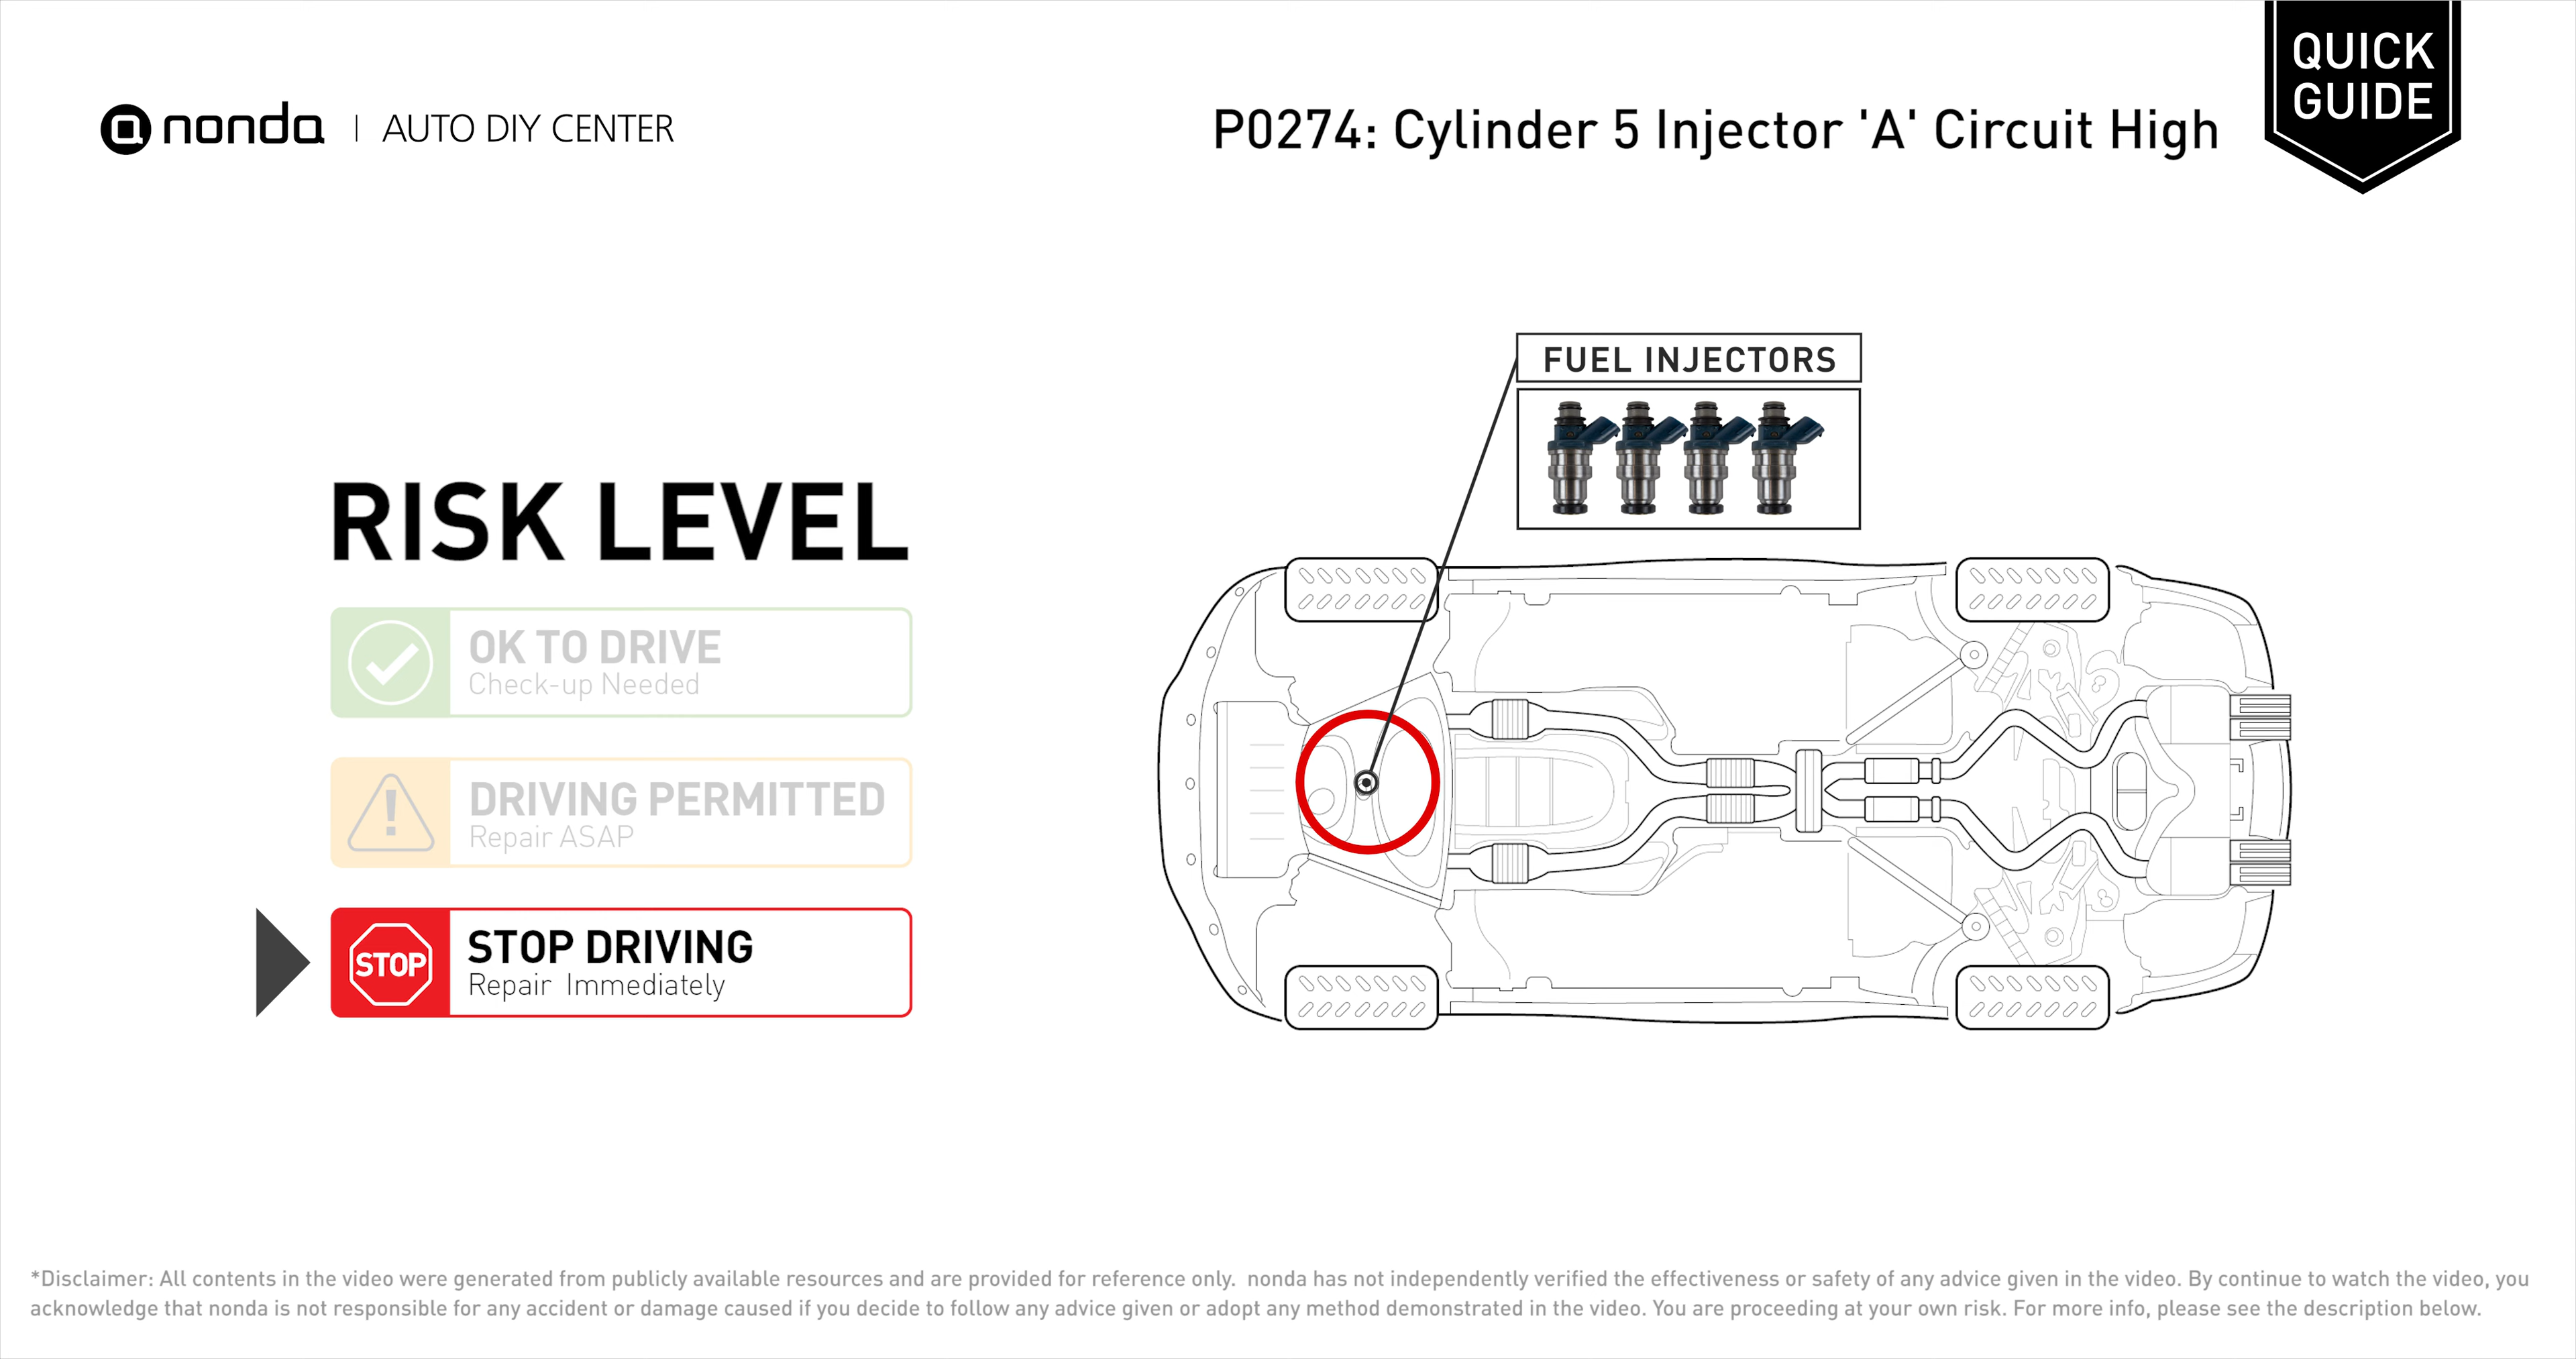 nonda | AUTO DIY CENTER
P0274: Cylinder 5 Injector 'A' Circuit High
QUICK
GUIDE
FUEL INJECTORS
RISK LEVEL
OK TO DRIVE
Check-up Needed
DRIVING PERMITTED
Repair ASAP
STOP
STOP DRIVING
Repair Immediately
*Disclaimer: All contents in the video were generated from publicly available resources and are provided for reference only. nonda has not independently verified the effectiveness or safety of any advice given in the video. By continue to watch the video, you
acknowledge that nonda is not responsible for any accident or damage caused if you decide to follow any advice given or adopt any method demonstrated in the video. You are proceeding at your own risk. For more info, please see the description below.